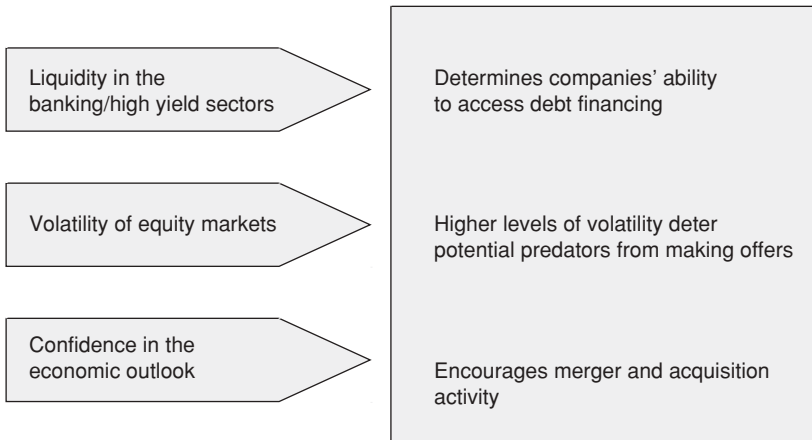 Liquidity in the
banking/high yield sectors
Determines companies’ ability
to access debt financing
Volatility of equity markets
Higher levels of volatility deter
potential predators from making offers
Confidence in the
economic outlook
Encourages merger and acquisition
activity